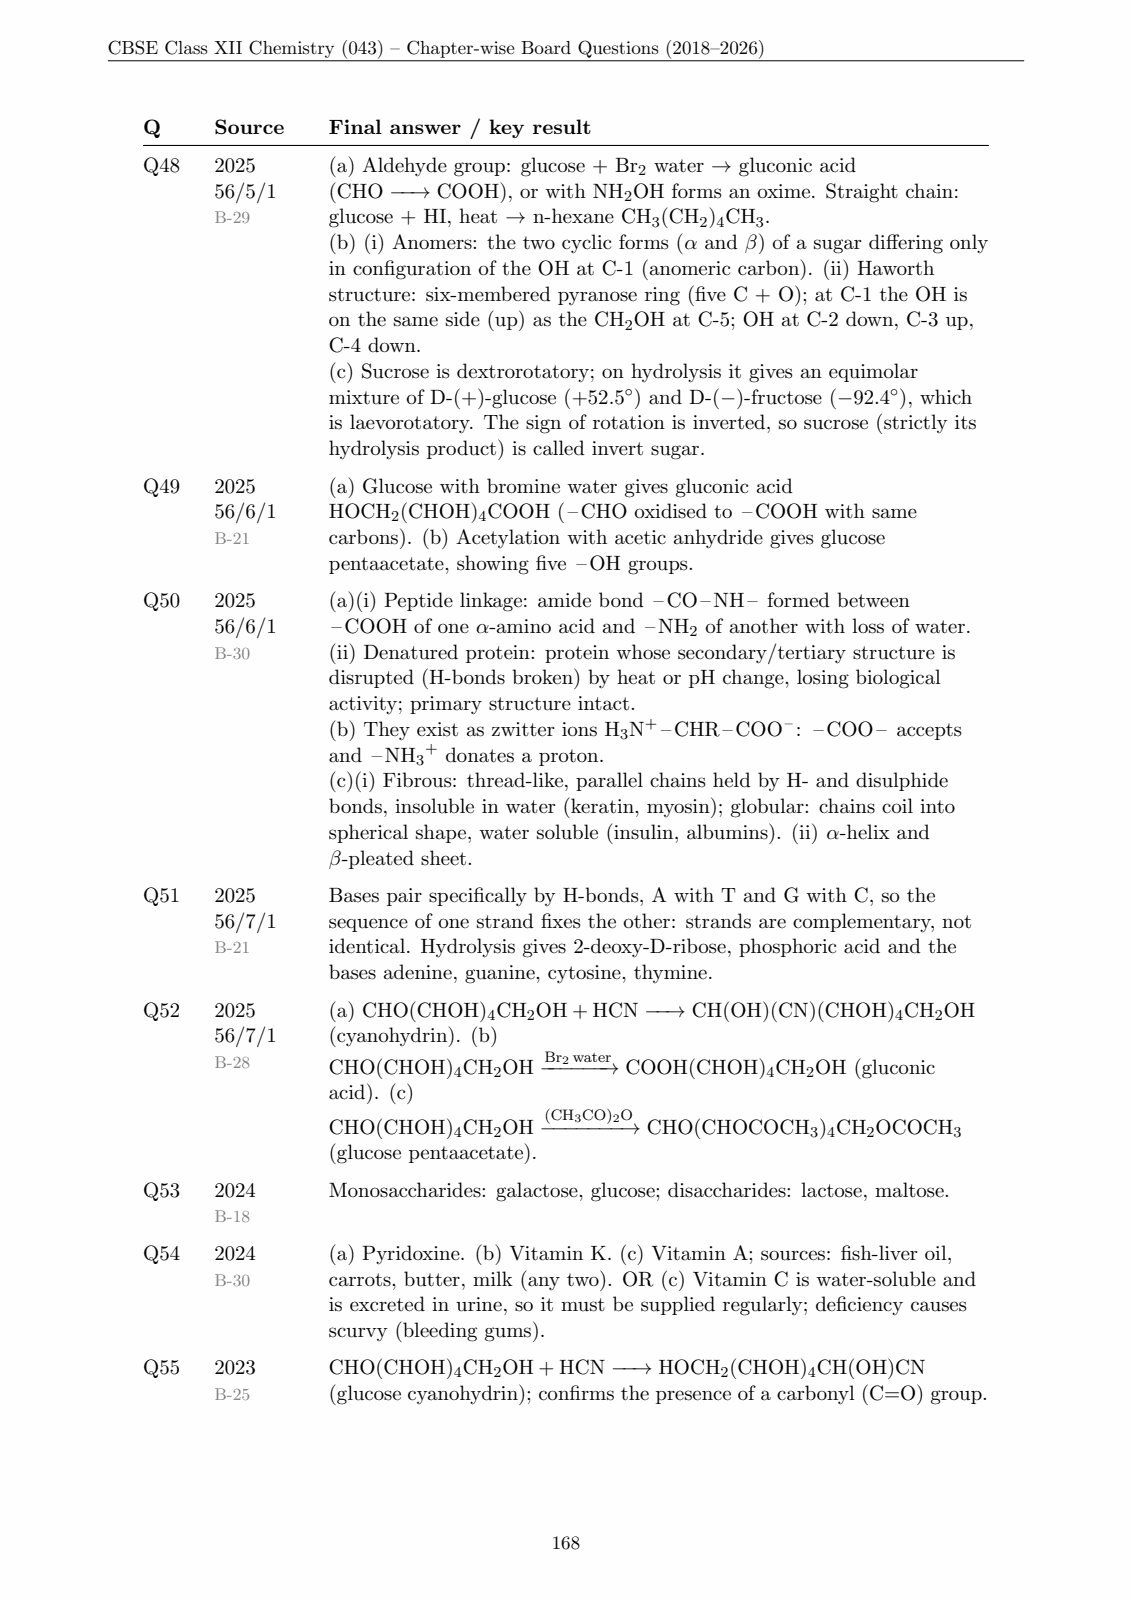 CBSE Class XII Chemistry (043) – Chapter-wise Board Questions (2018–2026)
Q Source Final answer / key result
Q48 2025 (a) Aldehyde group: glucose + Br₂ water → gluconic acid
56/5/1 (CHO ⟶ COOH), or with NH₂OH forms an oxime. Straight chain:
B-29 glucose + HI, heat → n-hexane CH₃(CH₂)₄CH₃.
(b) (i) Anomers: the two cyclic forms (α and β) of a sugar differing only
in configuration of the OH at C-1 (anomeric carbon). (ii) Haworth
structure: six-membered pyranose ring (five C + O); at C-1 the OH is
on the same side (up) as the CH₂OH at C-5; OH at C-2 down, C-3 up,
C-4 down.
(c) Sucrose is dextrorotatory; on hydrolysis it gives an equimolar
mixture of D-(+)-glucose (+52.5°) and D-(−)-fructose (−92.4°), which
is laevorotatory. The sign of rotation is inverted, so sucrose (strictly its
hydrolysis product) is called invert sugar.
Q49 2025 (a) Glucose with bromine water gives gluconic acid
56/6/1 HOCH₂(CHOH)₄COOH (–CHO oxidised to –COOH with same
B-21 carbons). (b) Acetylation with acetic anhydride gives glucose
pentaacetate, showing five –OH groups.
Q50 2025 (a)(i) Peptide linkage: amide bond –CO–NH– formed between
56/6/1 –COOH of one α-amino acid and –NH₂ of another with loss of water.
B-30 (ii) Denatured protein: protein whose secondary/tertiary structure is
disrupted (H-bonds broken) by heat or pH change, losing biological
activity; primary structure intact.
(b) They exist as zwitter ions H₃N⁺–CHR–COO⁻: –COO– accepts
and –NH₃⁺ donates a proton.
(c)(i) Fibrous: thread-like, parallel chains held by H- and disulphide
bonds, insoluble in water (keratin, myosin); globular: chains coil into
spherical shape, water soluble (insulin, albumins). (ii) α-helix and
β-pleated sheet.
Q51 2025 Bases pair specifically by H-bonds, A with T and G with C, so the
56/7/1 sequence of one strand fixes the other: strands are complementary, not
B-21 identical. Hydrolysis gives 2-deoxy-D-ribose, phosphoric acid and the
bases adenine, guanine, cytosine, thymine.
Q52 2025 (a) CHO(CHOH)₄CH₂OH + HCN ⟶ CH(OH)(CN)(CHOH)₄CH₂OH
56/7/1 (cyanohydrin). (b)
B-28 CHO(CHOH)₄CH₂OH —Br₂ water→ COOH(CHOH)₄CH₂OH (gluconic
acid). (c)
CHO(CHOH)₄CH₂OH —(CH₃CO)₂O→ CHO(CHOCOCH₃)₄CH₂OCOCH₃
(glucose pentaacetate).
Q53 2024 Monosaccharides: galactose, glucose; disaccharides: lactose, maltose.
B-18
Q54 2024 (a) Pyridoxine. (b) Vitamin K. (c) Vitamin A; sources: fish-liver oil,
B-30 carrots, butter, milk (any two). OR (c) Vitamin C is water-soluble and
is excreted in urine, so it must be supplied regularly; deficiency causes
scurvy (bleeding gums).
Q55 2023 CHO(CHOH)₄CH₂OH + HCN ⟶ HOCH₂(CHOH)₄CH(OH)CN
B-25 (glucose cyanohydrin); confirms the presence of a carbonyl (C=O) group.
168